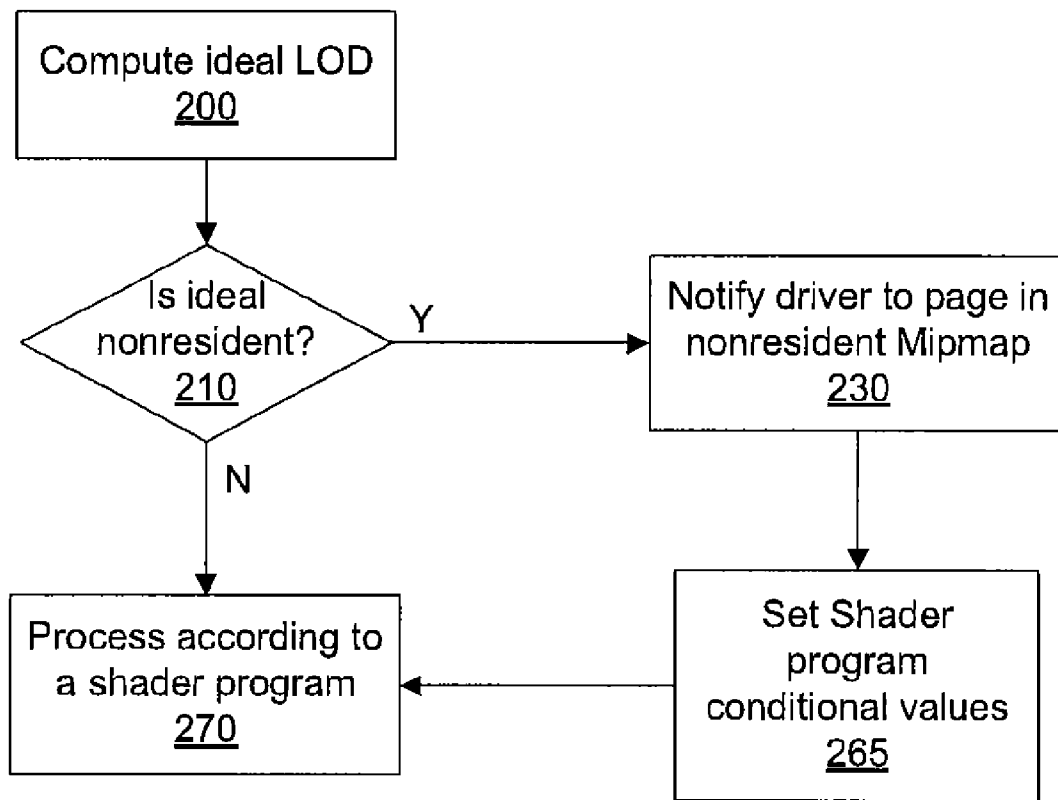 Compute ideal LOD
200
Is ideal
nonresident?
210
Y
Notify driver to page in
nonresident Mipmap
230
N
Process according to
a shader program
270
Set Shader
program
conditional values
265